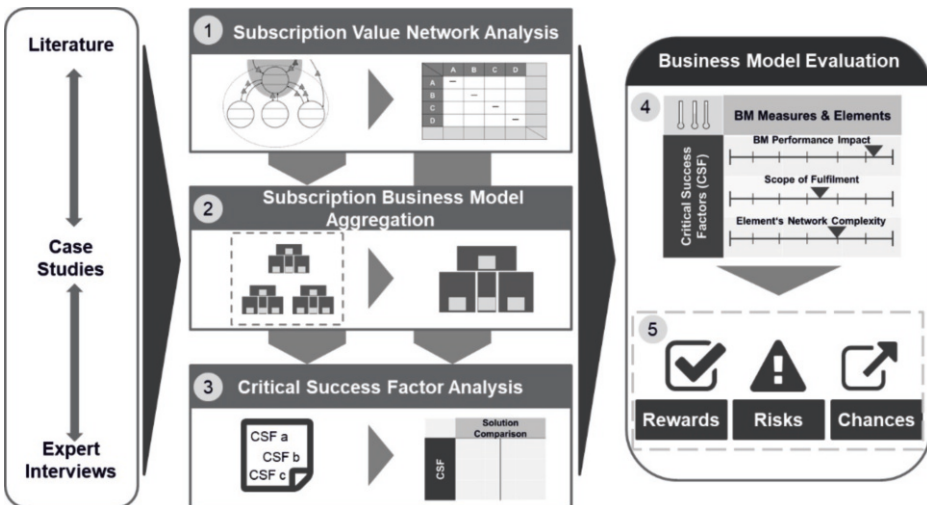 Literature
Case
Studies
Expert
Interviews
1
Subscription Value Network Analysis
A B C D
A
B
C
D
2
Subscription Business Model
Aggregation
3
Critical Success Factor Analysis
CSF a
CSF b
CSF c
Solution
Comparison
CSF
Business Model Evaluation
4
BM Measures & Elements
Critical Success
Factors (CSF)
BM Performance Impact
Scope of Fulfilment
Element's Network Complexity
5
Rewards
Risks
Chances